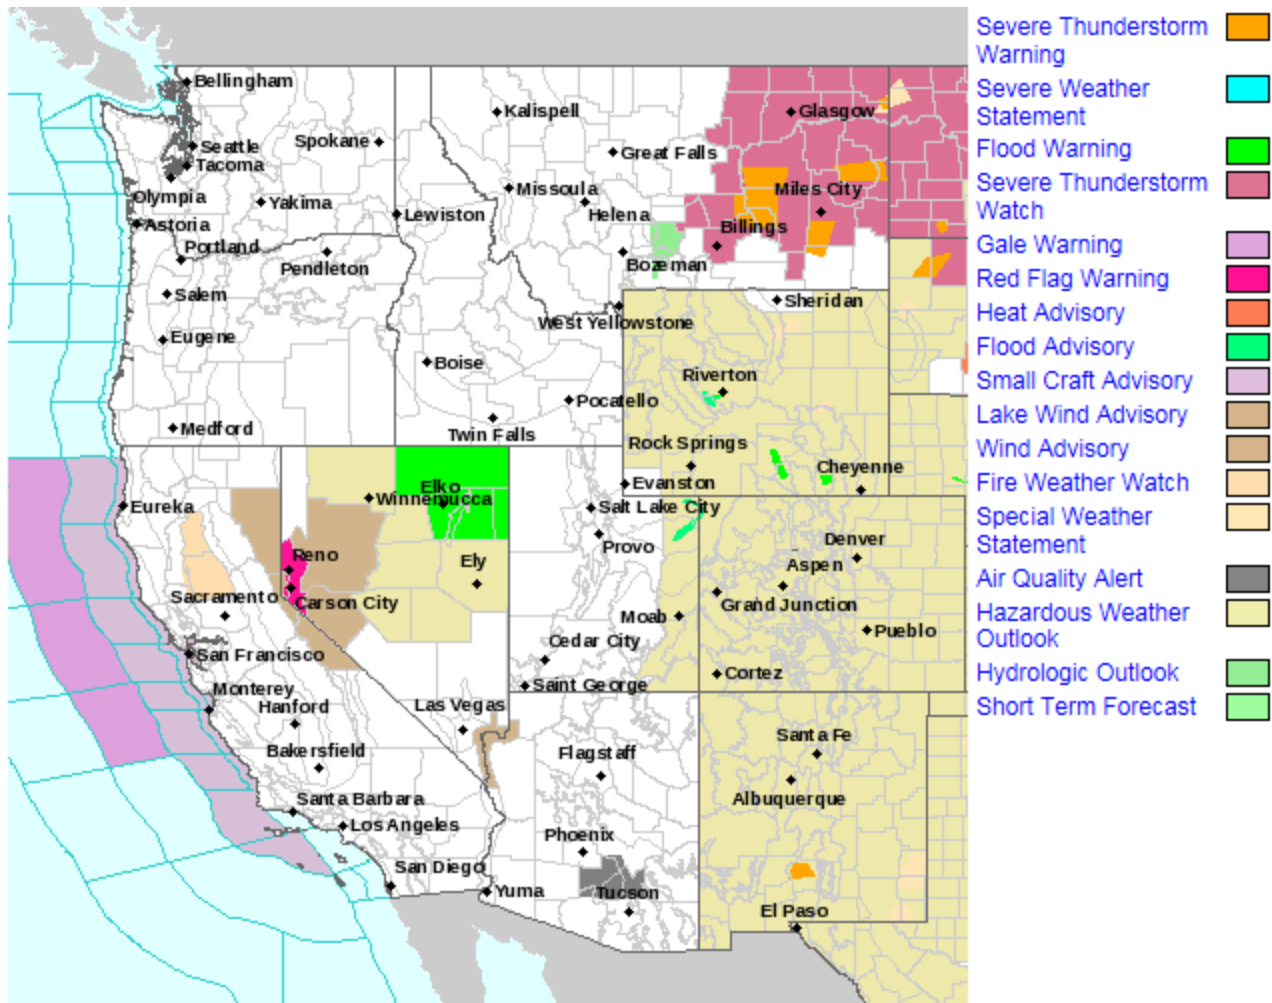 Bellingham
Seattle
Tacoma
Olympia
Astoria
Yakima
Spokane
Portland
Pendleton
Salem
Eugene
Medford
Lewiston
Kalispell
Great Falls
Missoula
Helena
Bozeman
West Yellowstone
Glasgow
Miles City
Billings
Sheridan
Boise
Pocatello
Twin Falls
Riverton
Rock Springs
Evanston
Cheyenne
Eureka
Winnemucca
Elko
Reno
Carson City
Ely
Salt Lake City
Provo
Sacramento
San Francisco
Monterey
Hanford
Bakersfield
Santa Barbara
Los Angeles
San Diego
Las Vegas
Cedar City
Saint George
Moab
Denver
Aspen
Grand Junction
Pueblo
Cortez
Flagstaff
Phoenix
Yuma
Tucson
Santa Fe
Albuquerque
El Paso
Severe Thunderstorm
Warning
Severe Weather
Statement
Flood Warning
Severe Thunderstorm
Watch
Gale Warning
Red Flag Warning
Heat Advisory
Flood Advisory
Small Craft Advisory
Lake Wind Advisory
Wind Advisory
Fire Weather Watch
Special Weather
Statement
Air Quality Alert
Hazardous Weather
Outlook
Hydrologic Outlook
Short Term Forecast